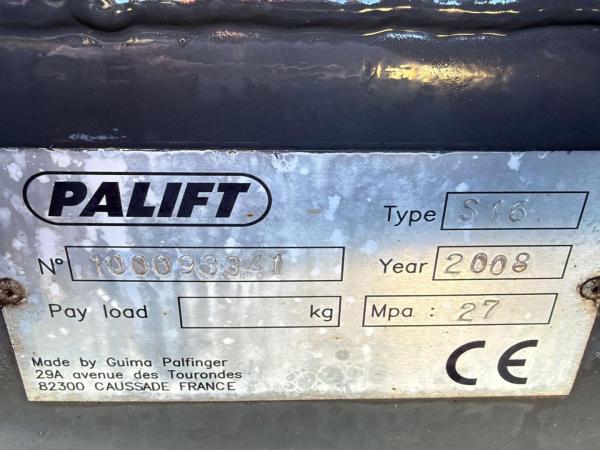 PALIFT
Type S16
N° 100093341
Year 2008
Pay load kg
Mpa : 27
Made by Guima Palfinger
29A avenue des Tourondes
82300 CAUSSADE FRANCE
CE